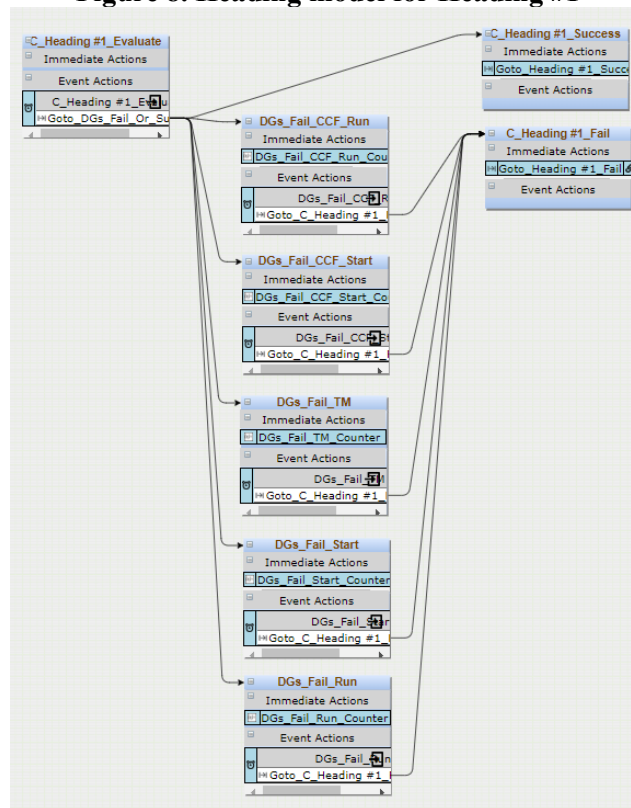 Figure 8. Heading model for Heading #1
C_Heading #1_Evaluate
Immediate Actions
Event Actions
C_Heading #1_Evalu
Goto_DGs_Fail_Or_Su
C_Heading #1_Success
Immediate Actions
Goto_Heading #1_Succe
Event Actions
C_Heading #1_Fail
Immediate Actions
Goto_Heading #1_Fail
Event Actions
DGs_Fail_CCF_Run
Immediate Actions
DGs_Fail_CCF_Run_Cou
Event Actions
DGs_Fail_CCF_R
Goto_C_Heading #1_
DGs_Fail_CCF_Start
Immediate Actions
DGs_Fail_CCF_Start_Co
Event Actions
DGs_Fail_CCF_St
Goto_C_Heading #1_
DGs_Fail_TM
Immediate Actions
DGs_Fail_TM_Counter
Event Actions
DGs_Fail_TM
Goto_C_Heading #1_
DGs_Fail_Start
Immediate Actions
DGs_Fail_Start_Counter
Event Actions
DGs_Fail_Star
Goto_C_Heading #1_
DGs_Fail_Run
Immediate Actions
DGs_Fail_Run_Counter
Event Actions
DGs_Fail_Run
Goto_C_Heading #1_